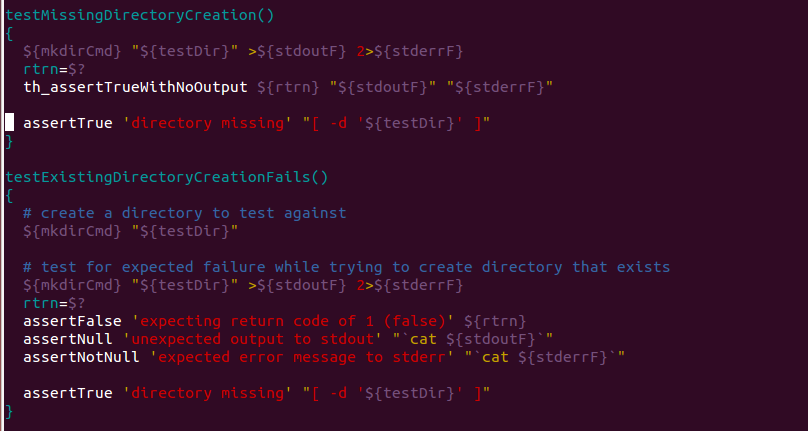 testMissingDirectoryCreation()
{
  ${mkdirCmd} "${testDir}" >${stdoutF} 2>${stderrF}
  rtrn=$?
  th_assertTrueWithNoOutput ${rtrn} "${stdoutF}" "${stderrF}"

  assertTrue 'directory missing' "[ -d '${testDir}' ]"
}

testExistingDirectoryCreationFails()
{
  # create a directory to test against
  ${mkdirCmd} "${testDir}"

  # test for expected failure while trying to create directory that exists
  ${mkdirCmd} "${testDir}" >${stdoutF} 2>${stderrF}
  rtrn=$?
  assertFalse 'expecting return code of 1 (false)' ${rtrn}
  assertNull 'unexpected output to stdout' "`cat ${stdoutF}`"
  assertNotNull 'expected error message to stderr' "`cat ${stderrF}`"

  assertTrue 'directory missing' "[ -d '${testDir}' ]"
}